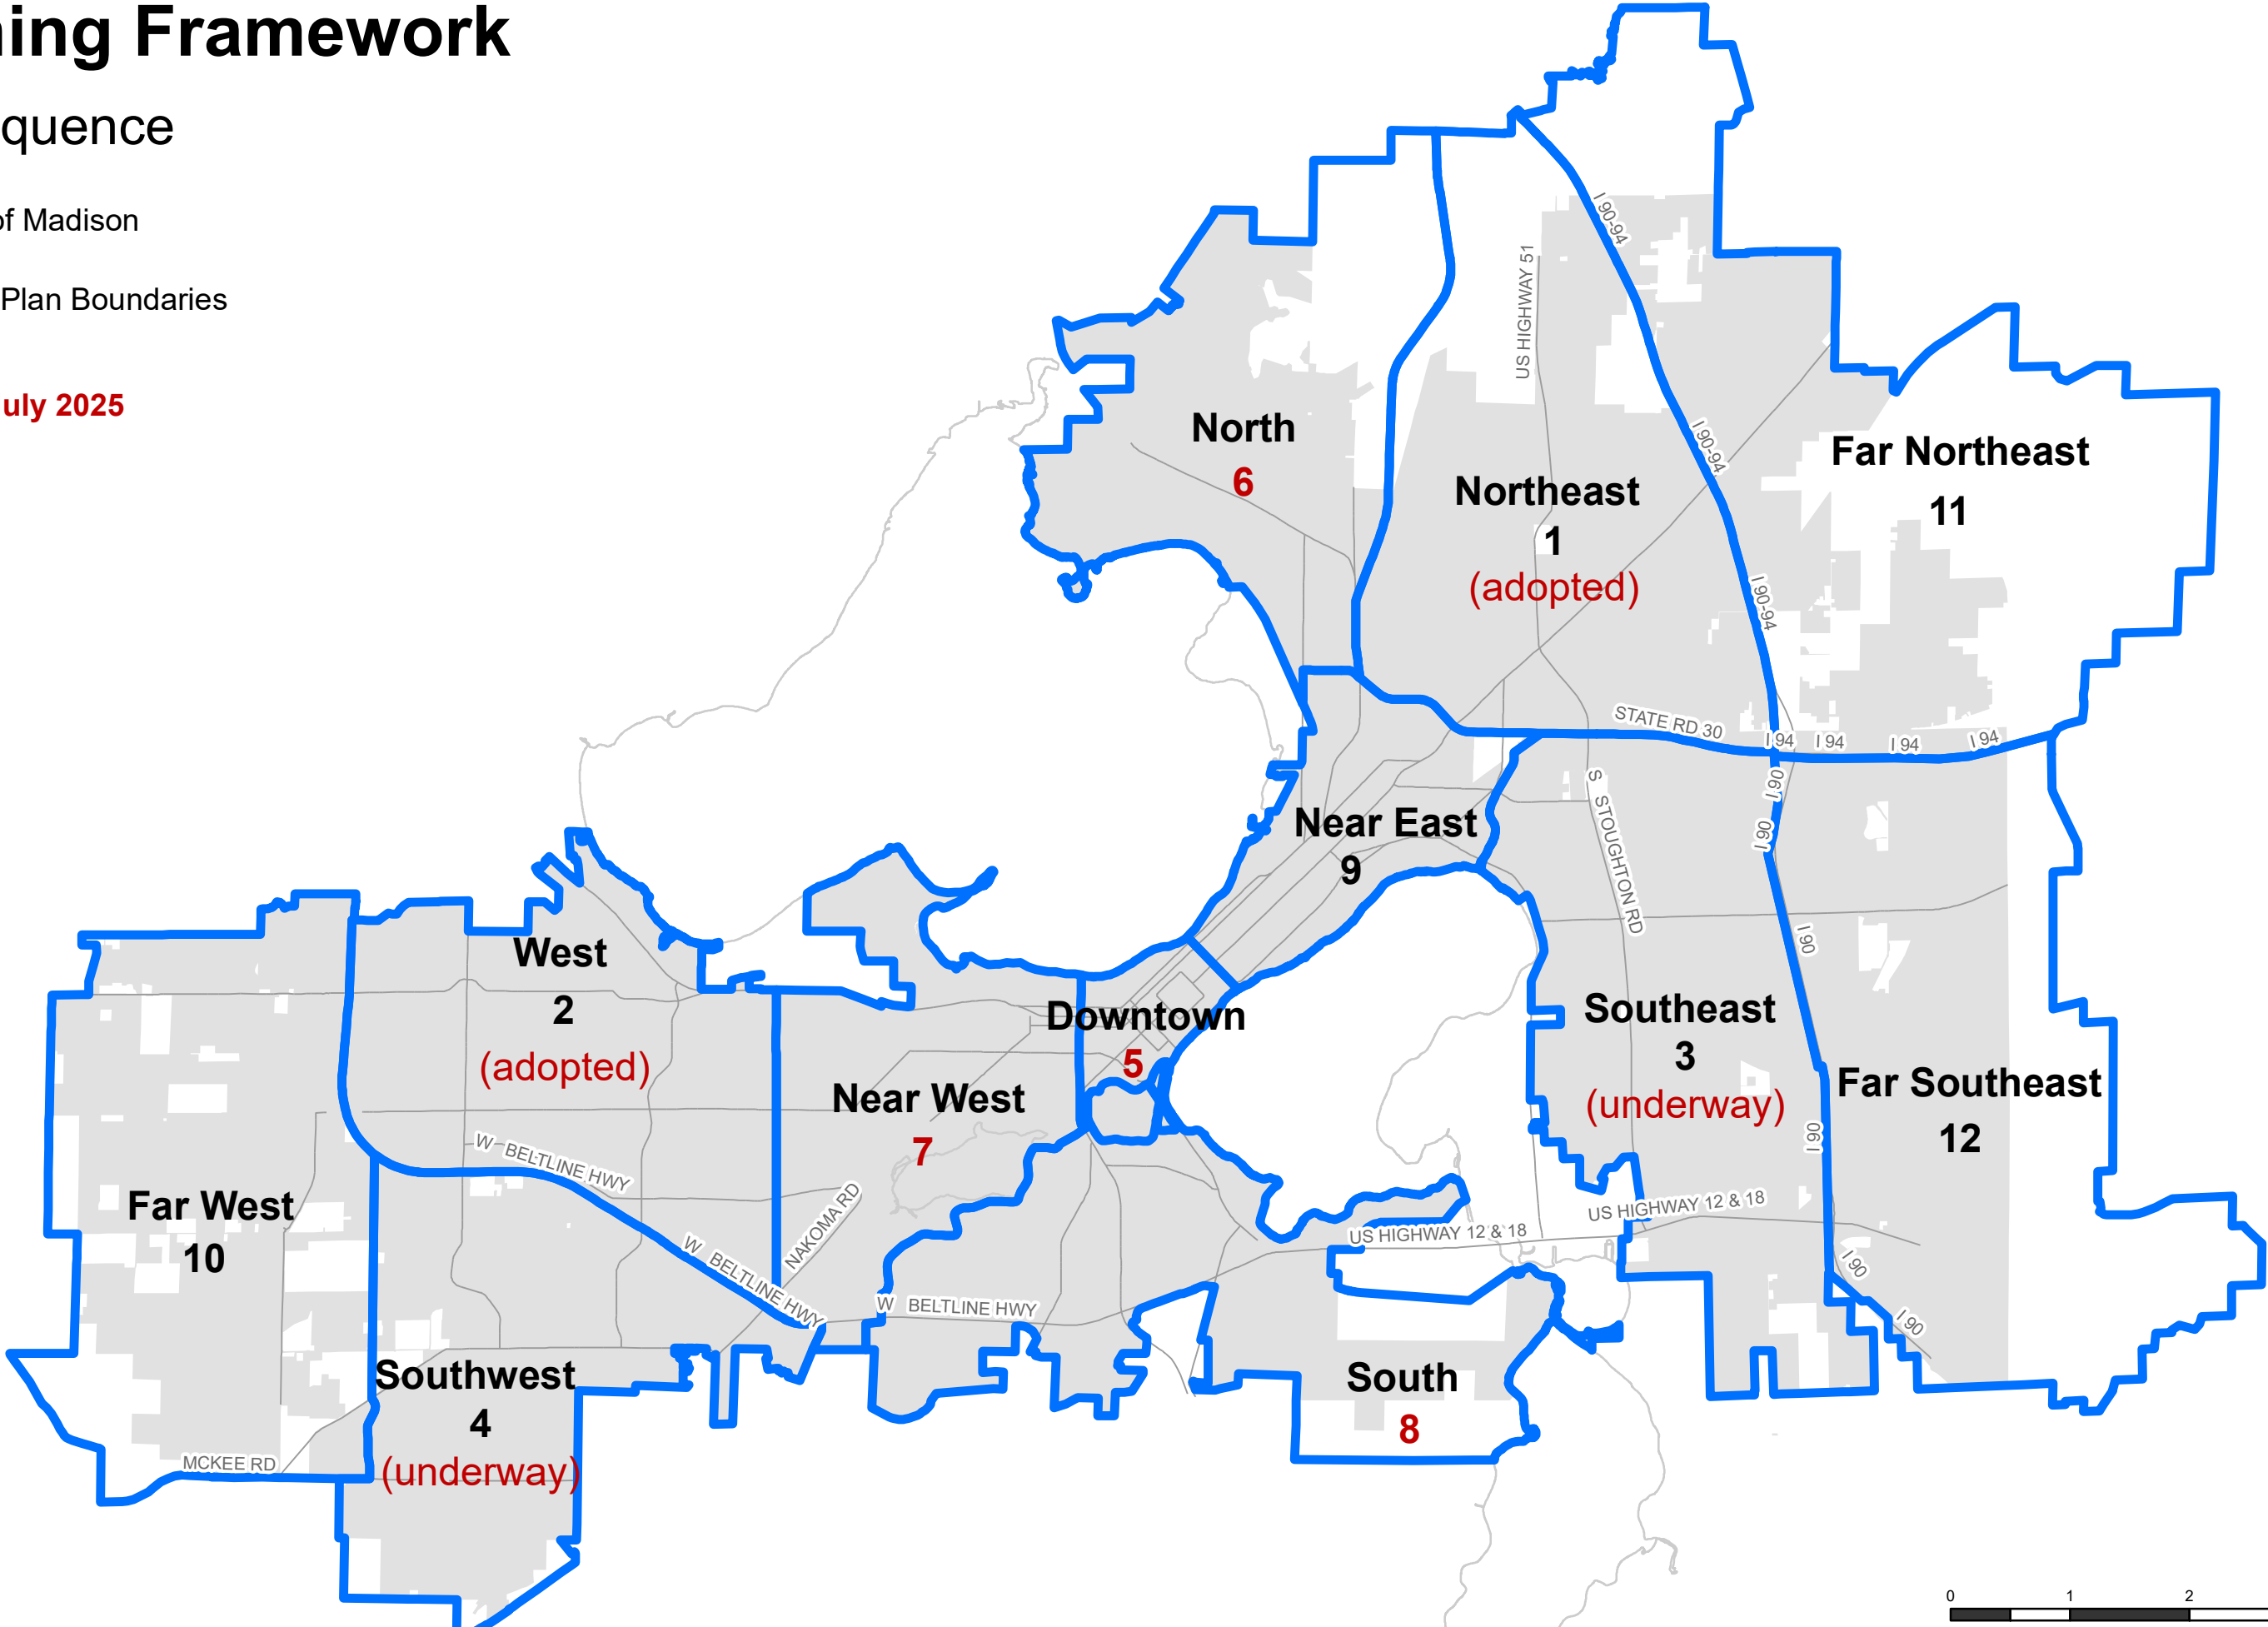 ning Framework
quence
of Madison
Plan Boundaries
uly 2025
I 90-94
US HIGHWAY 51
North
6
I 90-94
Far Northeast
11
Northeast
1
(adopted)
I 90-94
STATE RD 30
I 94
I 94
I 94
I 94
I 90
I 90
S STOUGHTON RD
Near East
9
I 90
West
2
(adopted)
Downtown
5
Southeast
3
(underway)
Far Southeast
12
Near West
7
W BELTLINE HWY
I 90
Far West
10
NAKOMA RD
US HIGHWAY 12 & 18
US HIGHWAY 12 & 18
W BELTLINE HWY
W BELTLINE HWY
I 90
I 90
Southwest
4
(underway)
South
8
MCKEE RD
0 1 2